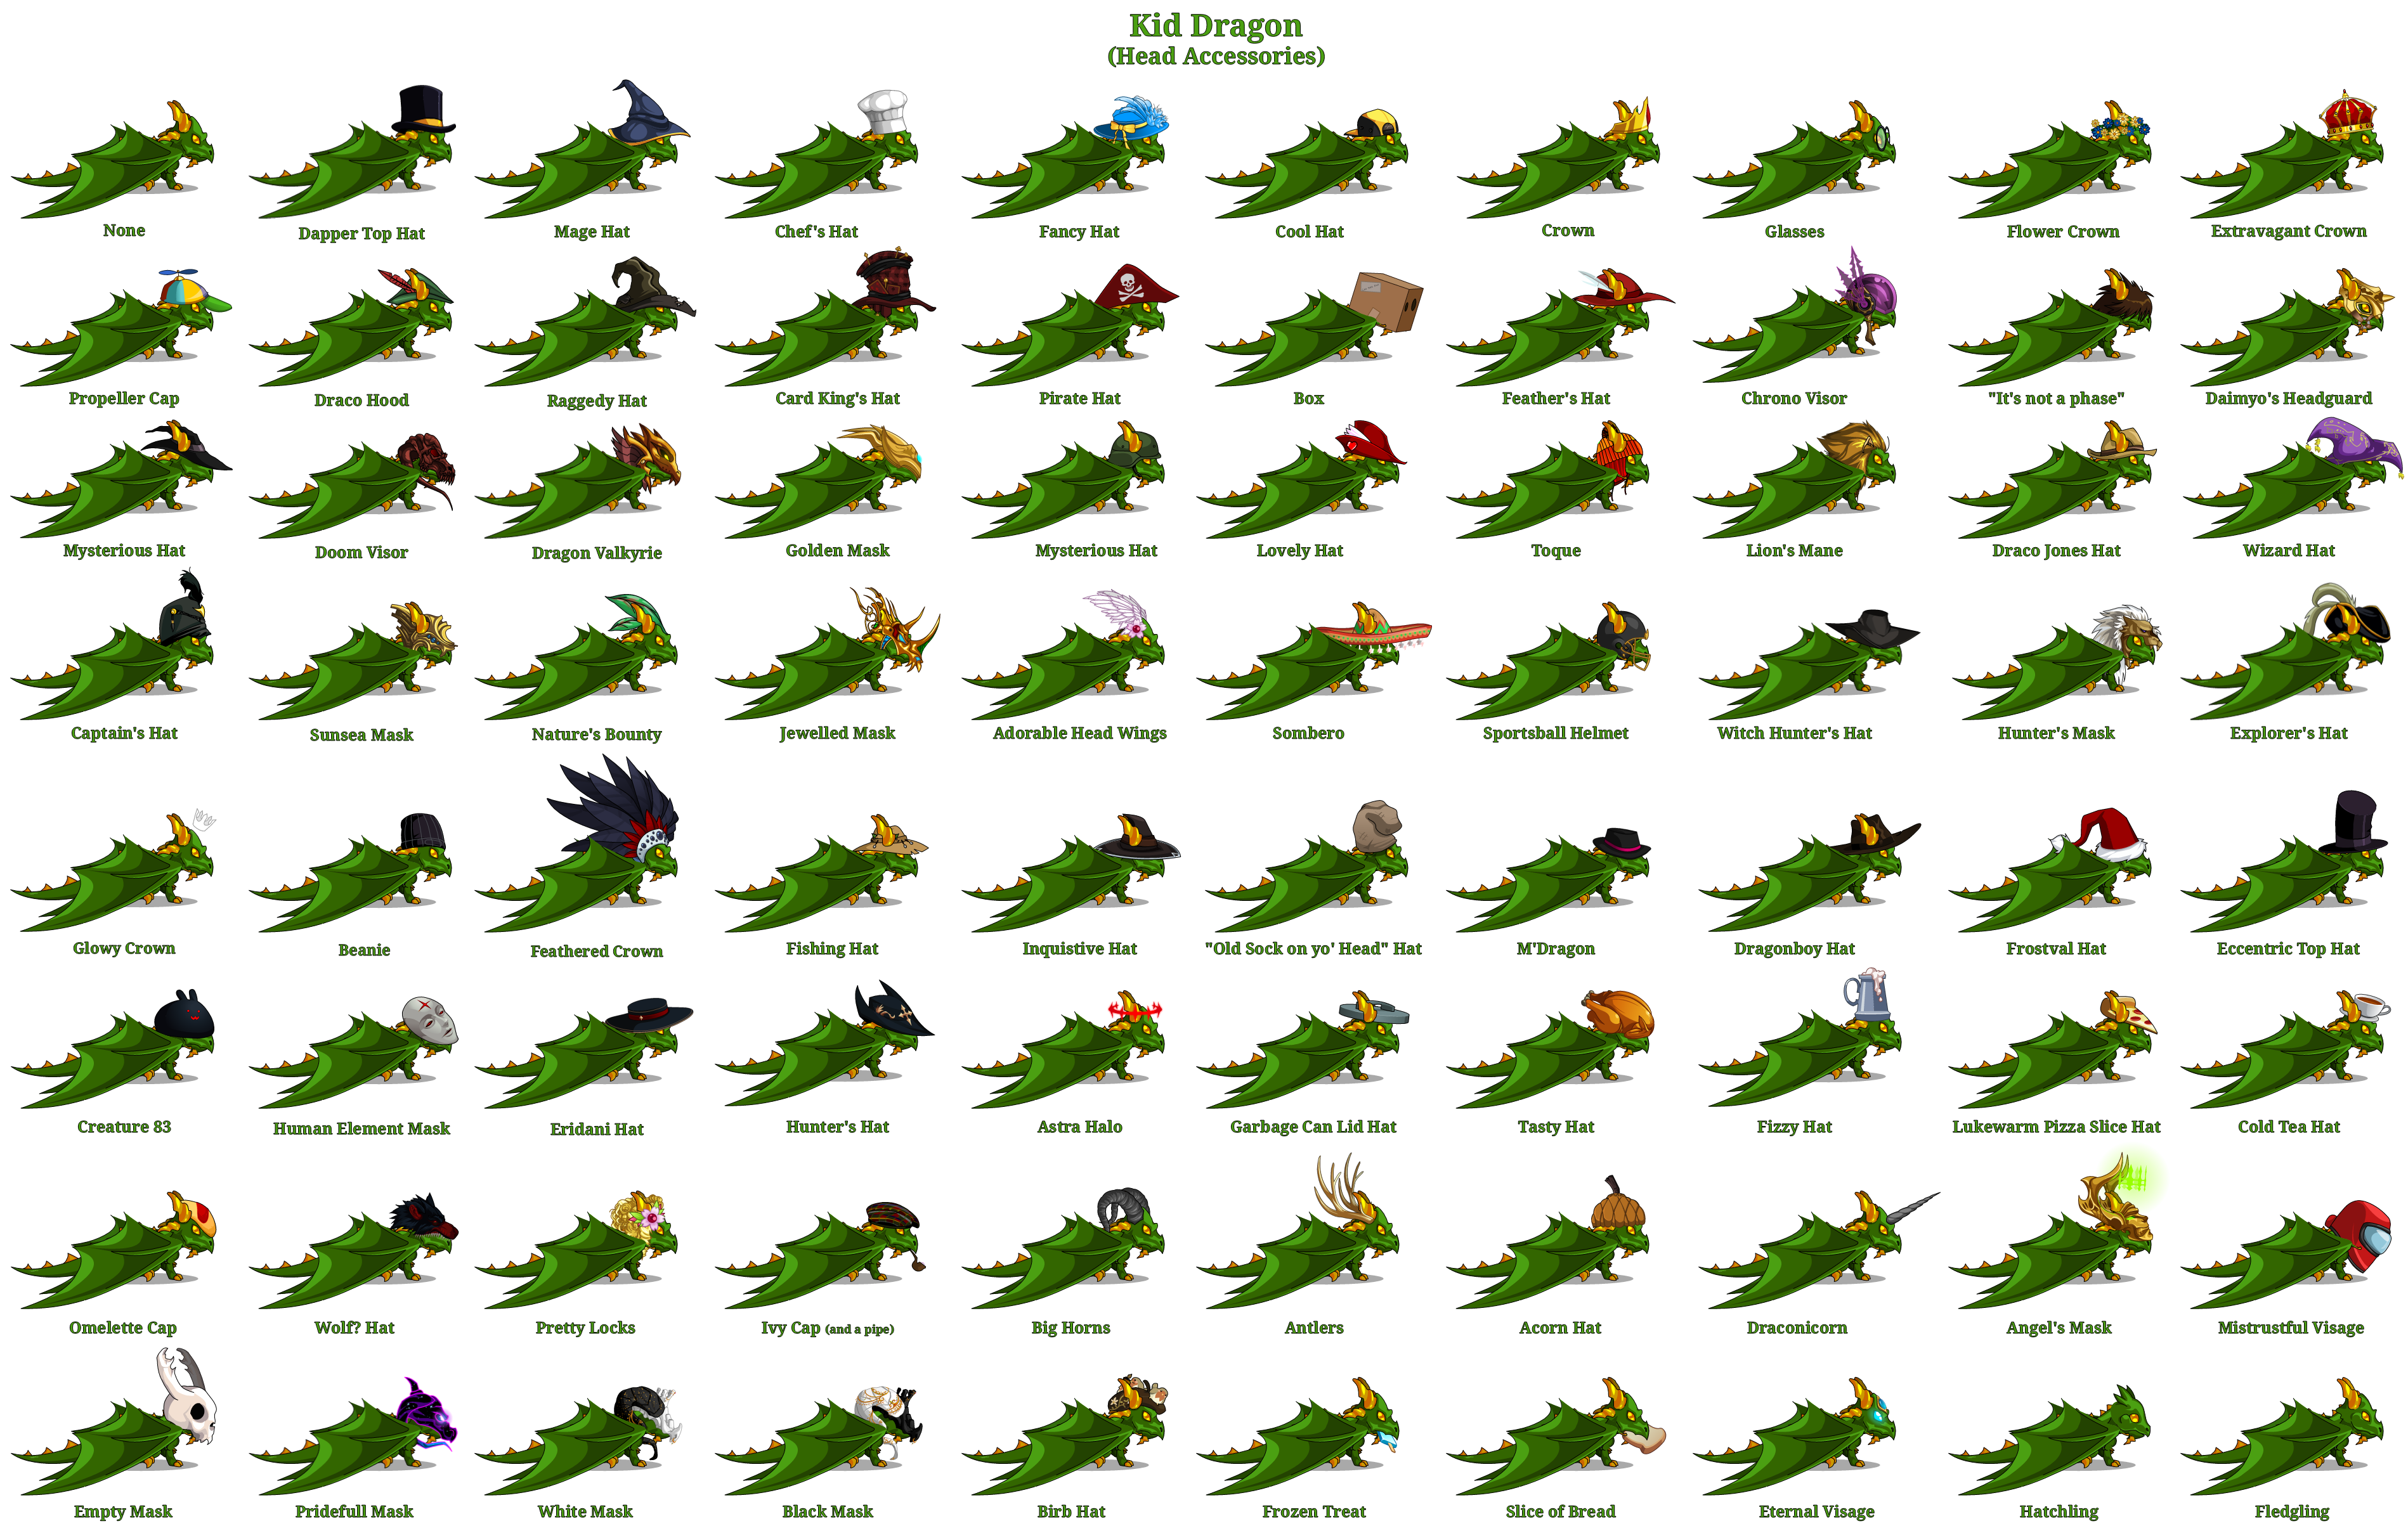 Kid Dragon
(Head Accessories)
None
Dapper Top Hat
Mage Hat
Chef's Hat
Fancy Hat
Cool Hat
Crown
Glasses
Flower Crown
Extravagant Crown
Propeller Cap
Draco Hood
Raggedy Hat
Card King's Hat
Pirate Hat
Box
Feather's Hat
Chrono Visor
"It's not a phase"
Daimyo's Headguard
Mysterious Hat
Doom Visor
Dragon Valkyrie
Golden Mask
Mysterious Hat
Lovely Hat
Toque
Lion's Mane
Draco Jones Hat
Wizard Hat
Captain's Hat
Sunsea Mask
Nature's Bounty
Jewelled Mask
Adorable Head Wings
Sombero
Sportsball Helmet
Witch Hunter's Hat
Hunter's Mask
Explorer's Hat
Glowy Crown
Beanie
Feathered Crown
Fishing Hat
Inquistive Hat
"Old Sock on yo' Head" Hat
M'Dragon
Dragonboy Hat
Frostval Hat
Eccentric Top Hat
Creature 83
Human Element Mask
Eridani Hat
Hunter's Hat
Astra Halo
Garbage Can Lid Hat
Tasty Hat
Fizzy Hat
Lukewarm Pizza Slice Hat
Cold Tea Hat
Omelette Cap
Wolf? Hat
Pretty Locks
Ivy Cap (and a pipe)
Big Horns
Antlers
Acorn Hat
Draconicorn
Angel's Mask
Mistrustful Visage
Empty Mask
Pridefull Mask
White Mask
Black Mask
Birb Hat
Frozen Treat
Slice of Bread
Eternal Visage
Hatchling
Fledgling